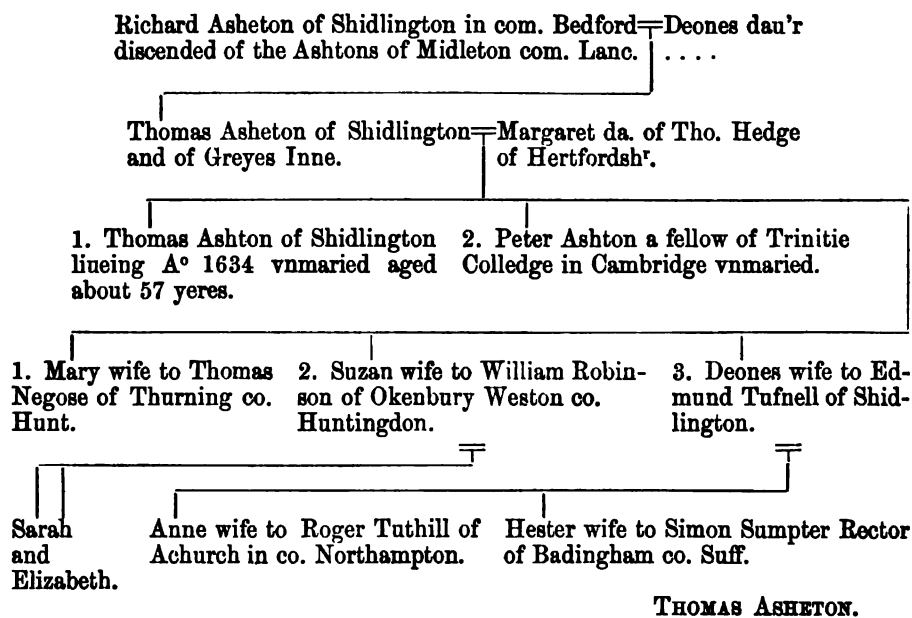 Richard Asheton of Shidlington in com. Bedford=Deones dau'r
discended of the Ashtons of Midleton com. Lanc. . . . .
Thomas Asheton of Shidlington=Margaret da. of Tho. Hedge
and of Greyes Inne. of Hertfordshʳ.
1. Thomas Ashton of Shidlington 2. Peter Ashton a fellow of Trinitie
liueing Aᵒ 1634 vnmaried aged Colledge in Cambridge vnmaried.
about 57 yeres.
1. Mary wife to Thomas 2. Suzan wife to William Robin- 3. Deones wife to Ed-
Negose of Thurning co. son of Okenbury Weston co. mund Tufnell of Shid-
Hunt. Huntingdon. lington.
Sarah Anne wife to Roger Tuthill of Hester wife to Simon Sumpter Rector
and Achurch in co. Northampton. of Badingham co. Suff.
Elizabeth.
THOMAS ASHETON.